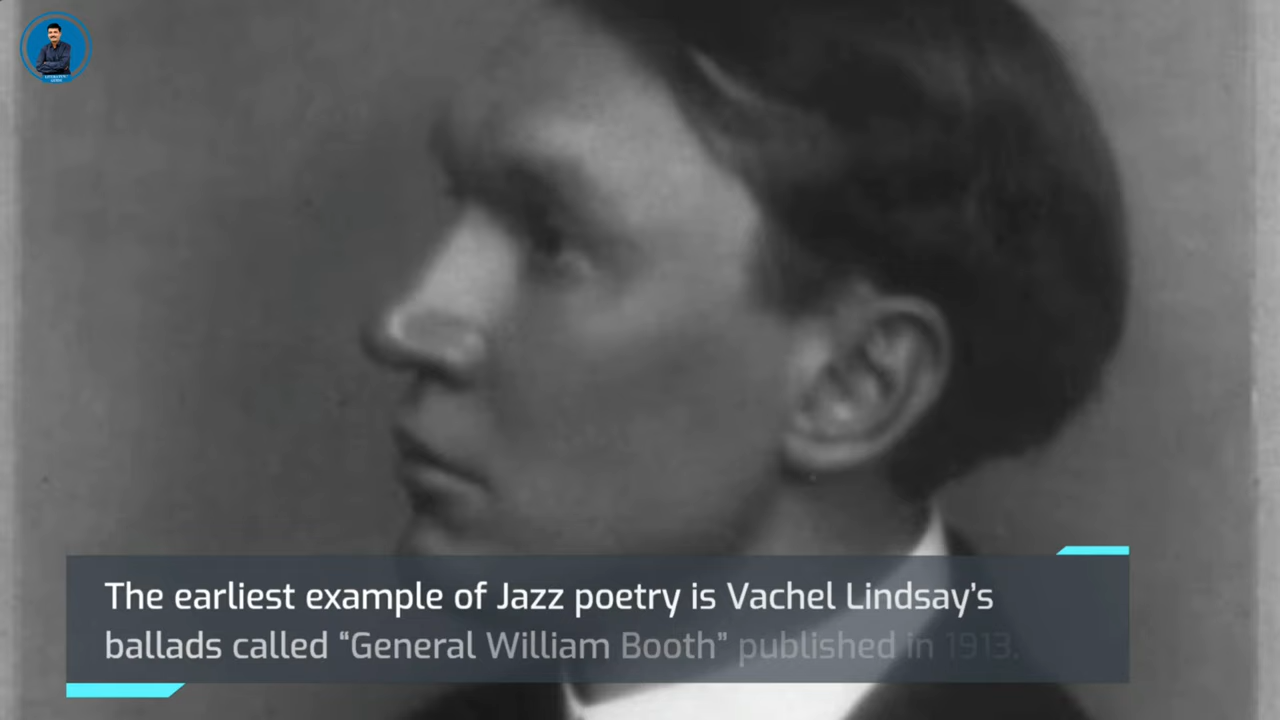 The earliest example of Jazz poetry is Vachel Lindsay's
ballads called “General William Booth” published in 1913.